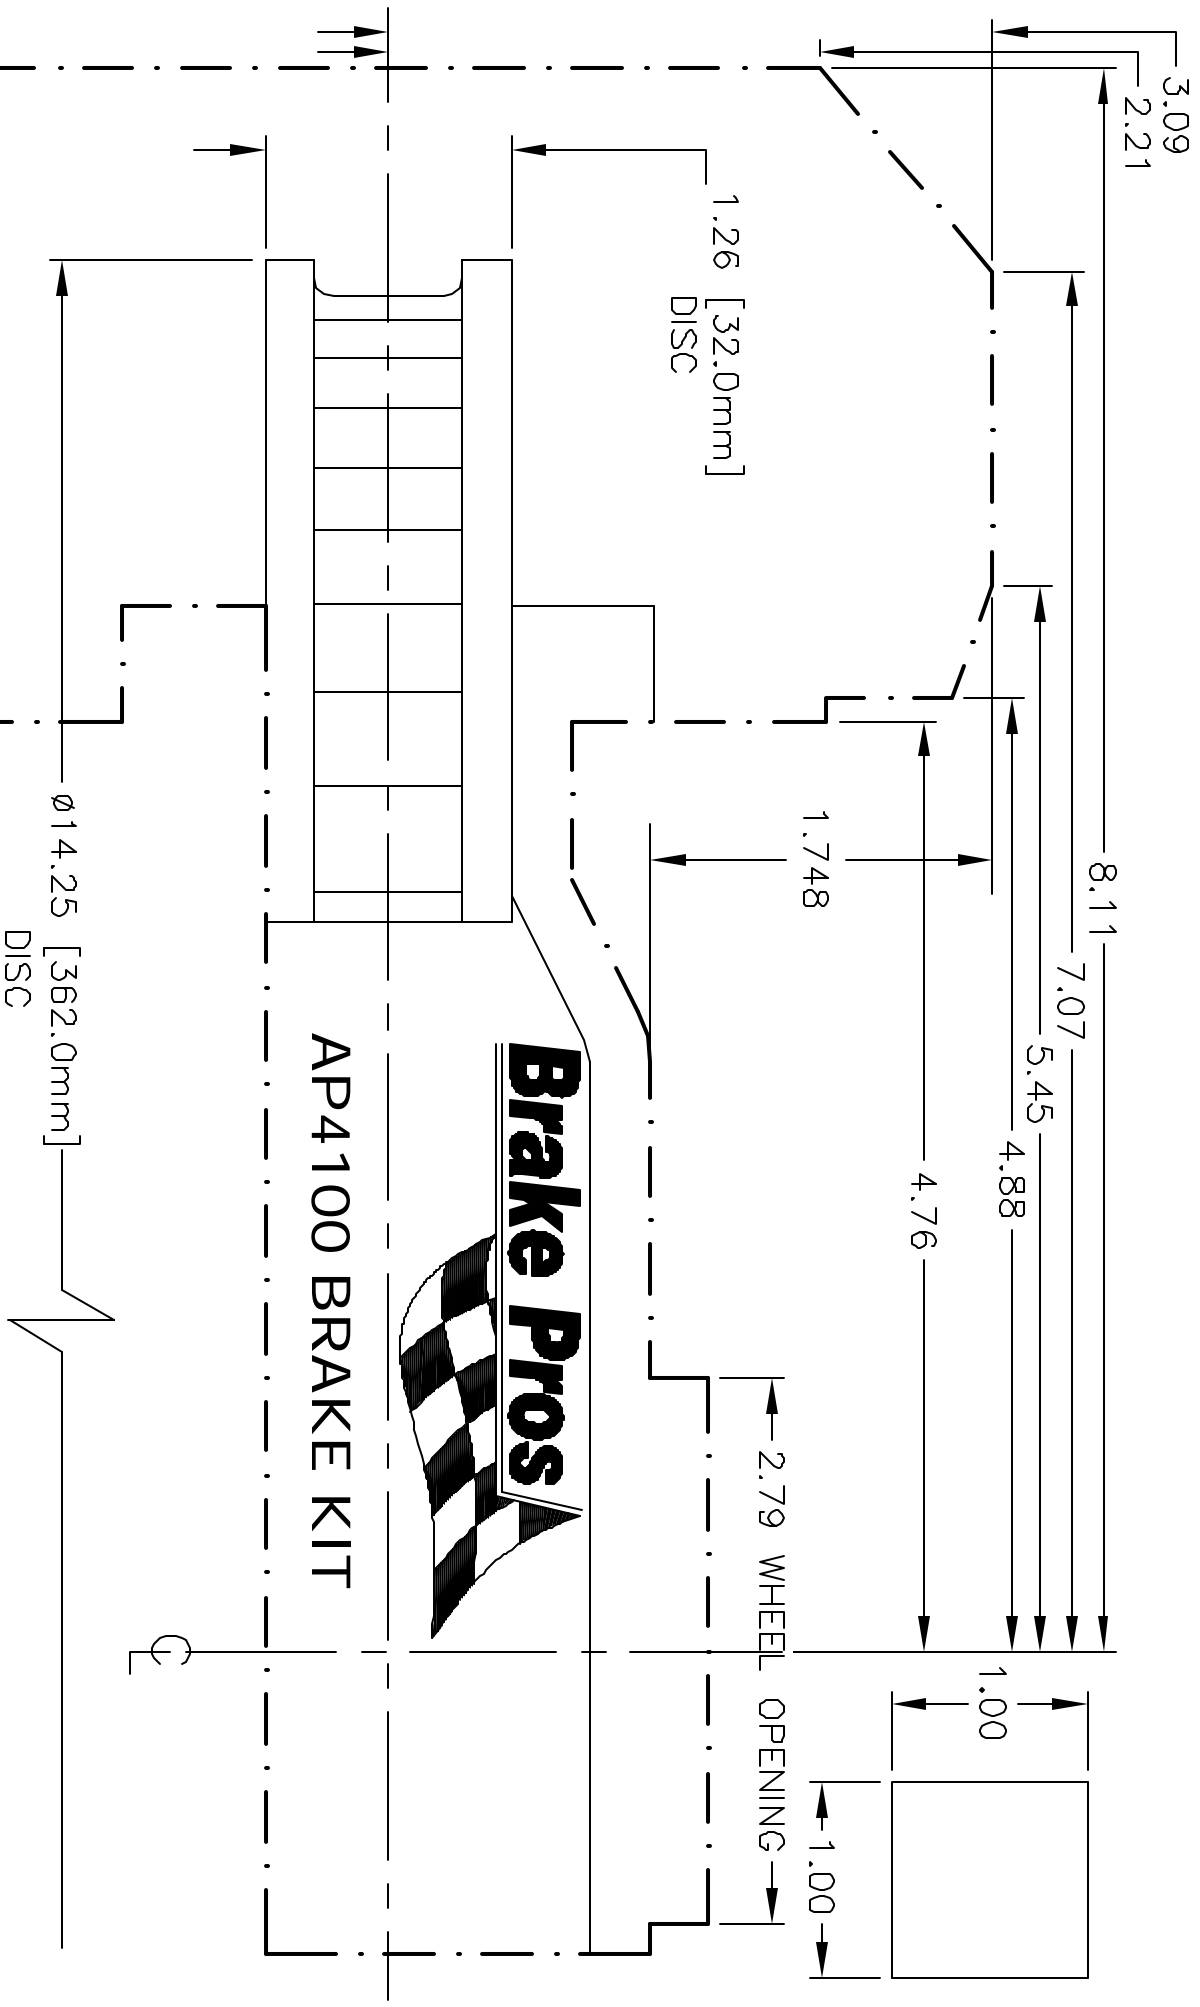 3.09
2.21
8.11
7.07
5.45
4.88
4.76
1.748
1.26 [32.0mm]
DISC
2.79 WHEEL OPENING
1.00
1.00
Brake Pros
AP4100 BRAKE KIT
C
L
Ø14.25 [362.0mm]
DISC